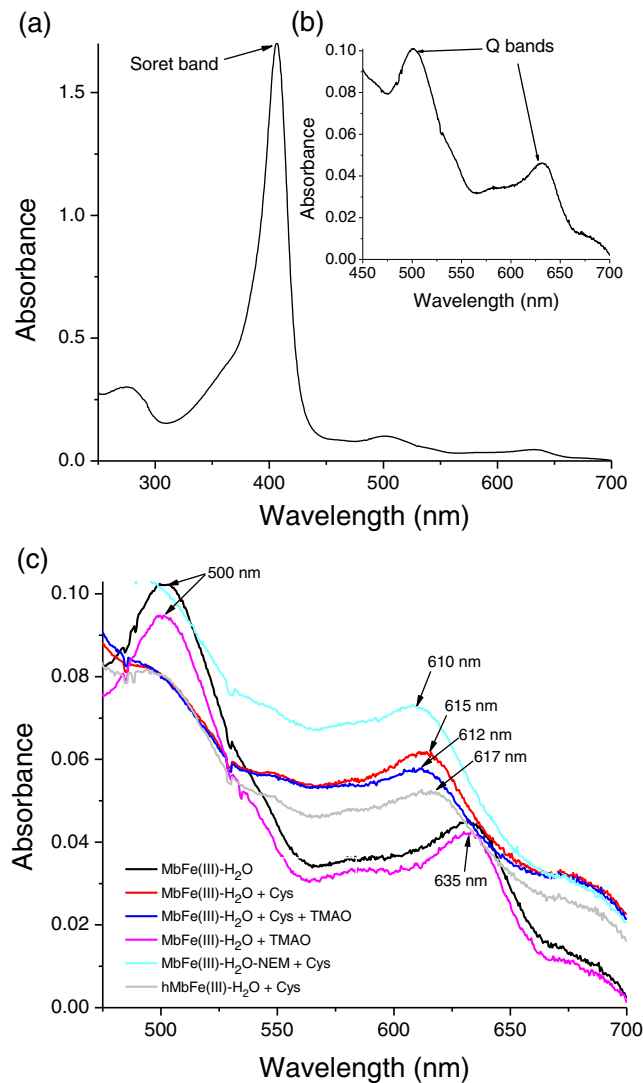 (a)
Soret band
1.5
1.0
0.5
0.0
Absorbance
300
400
500
600
700
Wavelength (nm)
(b)
Q bands
0.10
0.08
0.06
0.04
0.02
0.00
Absorbance
450
500
550
600
650
700
Wavelength (nm)
(c)
500 nm
610 nm
615 nm
612 nm
617 nm
635 nm
0.10
0.08
0.06
0.04
0.02
0.00
Absorbance
MbFe(III)-H₂O
MbFe(III)-H₂O + Cys
MbFe(III)-H₂O + Cys + TMAO
MbFe(III)-H₂O + TMAO
MbFe(III)-H₂O-NEM + Cys
hMbFe(III)-H₂O + Cys
500
550
600
650
700
Wavelength (nm)